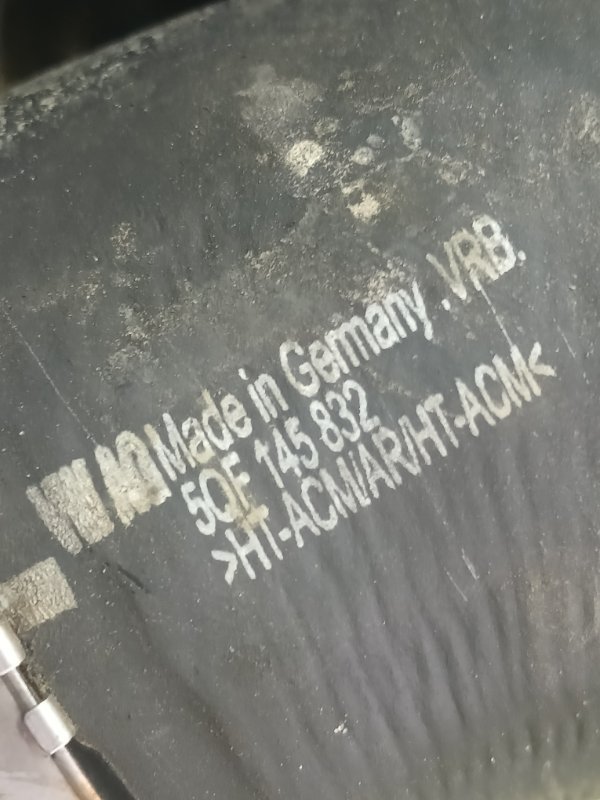 Made in Germany .VRB.
5QF 145 832
>HT-ACM/AR/HT-ACM<